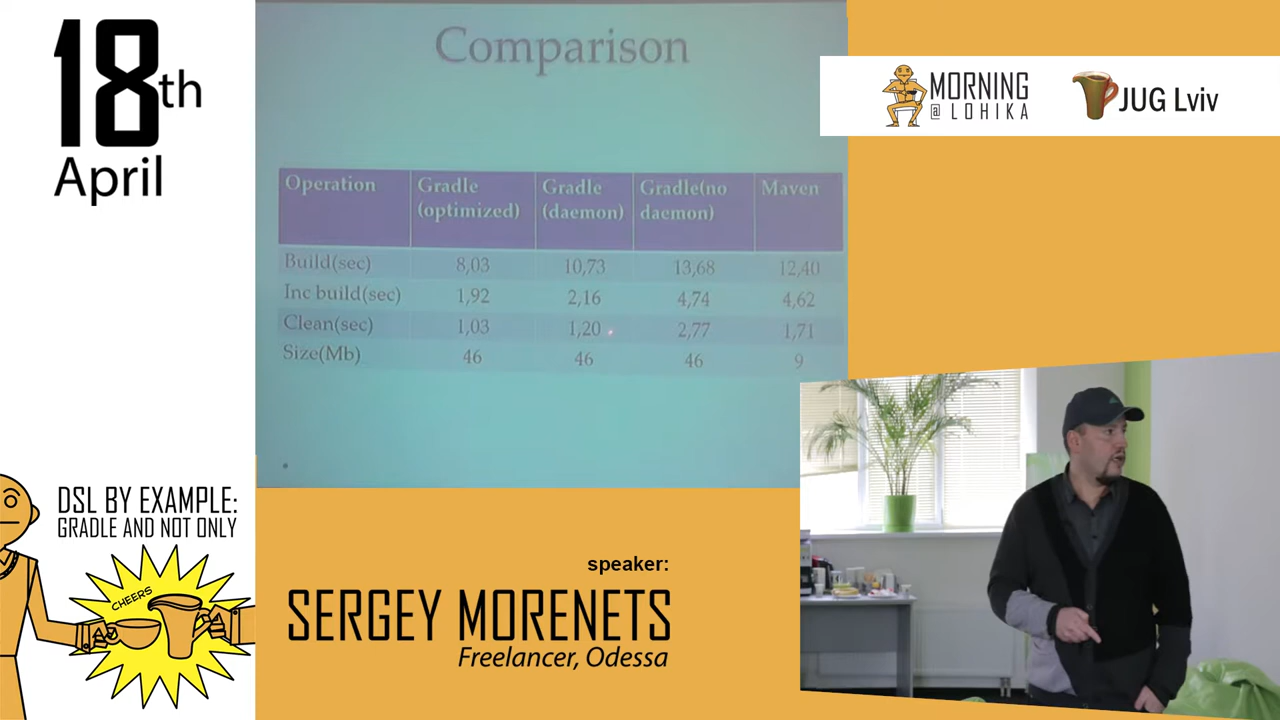 18th
April
Comparison
Operation Gradle (optimized) Gradle (daemon) Gradle(no daemon) Maven
Build(sec) 8,03 10,73 13,68 12,40
Inc build(sec) 1,92 2,16 4,74 4,62
Clean(sec) 1,03 1,20 2,77 1,71
Size(Mb) 46 46 46 9
MORNING
@ LOHIKA
JUG Lviv
DSL BY EXAMPLE:
GRADLE AND NOT ONLY
CHEERS
speaker:
SERGEY MORENETS
Freelancer, Odessa